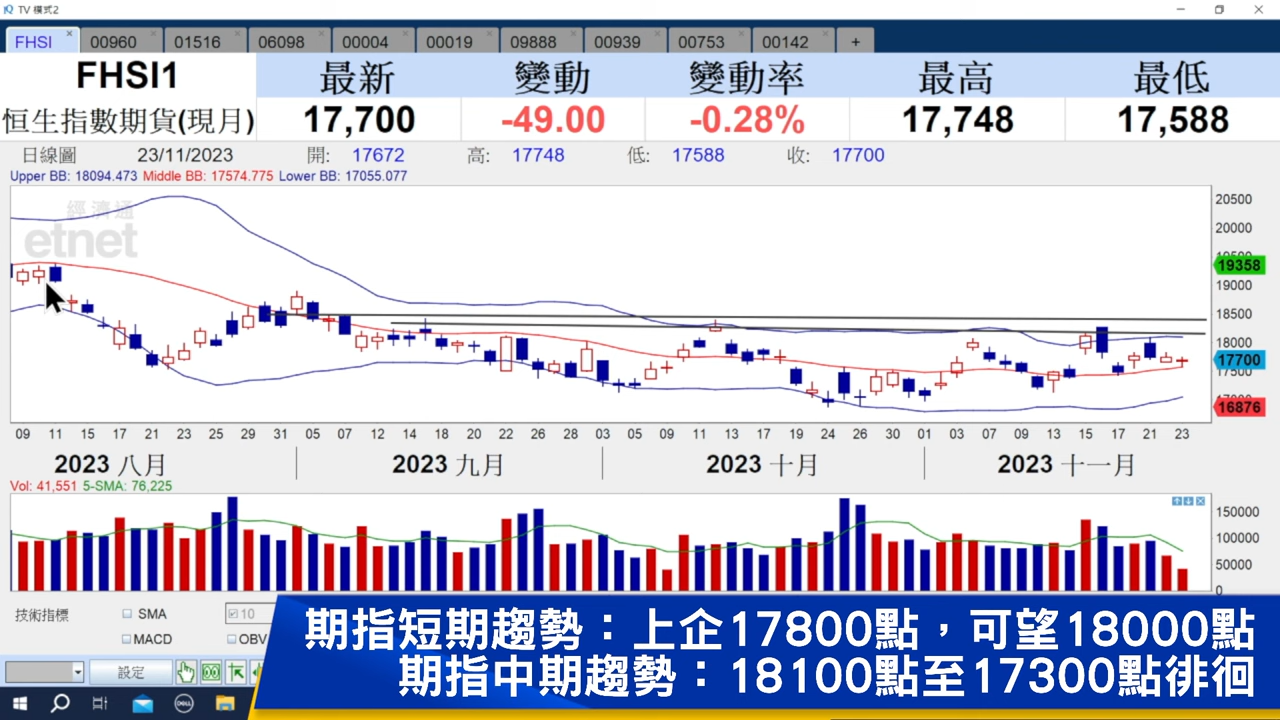 TV 模式2
FHSI 00960 01516 06098 00004 00019 09888 00939 00753 00142 +
FHSI1 最新 變動 變動率 最高 最低
恒生指數期貨(現月) 17,700 -49.00 -0.28% 17,748 17,588
日線圖 23/11/2023 開: 17672 高: 17748 低: 17588 收: 17700
Upper BB: 18094.473 Middle BB: 17574.775 Lower BB: 17055.077
經濟通
etnet
20500
20000
19358
19000
18500
18000
17700
17500
16876
09 11 15 17 21 23 25 29 31 05 07 12 14 18 20 22 26 28 03 05 09 11 13 17 19 24 26 30 01 03 07 09 13 15 17 21 23
2023 八月 2023 九月 2023 十月 2023 十一月
Vol: 41,551 5-SMA: 76,225
150000
100000
50000
0
技術指標 SMA 10
MACD OBV
設定
期指短期趨勢：上企17800點，可望18000點
期指中期趨勢：18100點至17300點徘徊
DELL